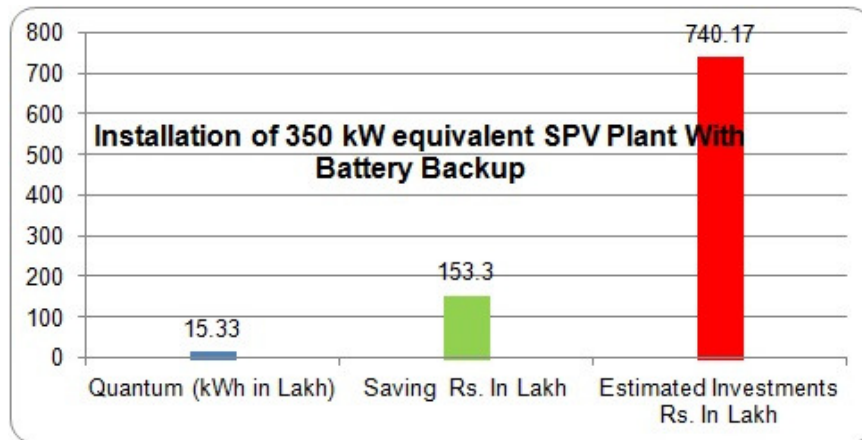 800
740.17
700
600
Installation of 350 kW equivalent SPV Plant With
500
Battery Backup
400
300
200
153.3
100
15.33
0
Quantum (kWh in Lakh)
Saving Rs. In Lakh
Estimated Investments
Rs. In Lakh